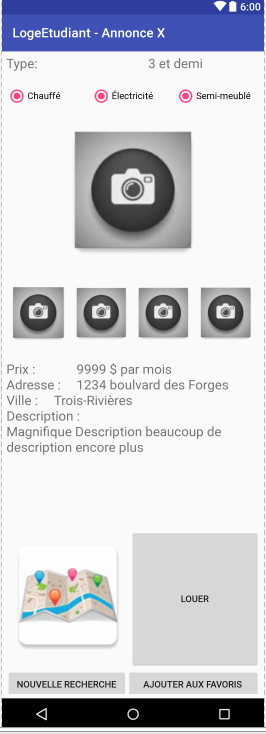 6:00
LogeEtudiant - Annonce X
Type: 3 et demi
Chauffé Électricité Semi-meublé
Prix : 9999 $ par mois
Adresse : 1234 boulvard des Forges
Ville : Trois-Rivières
Description :
Magnifique Description beaucoup de
description encore plus
LOUER
NOUVELLE RECHERCHE AJOUTER AUX FAVORIS